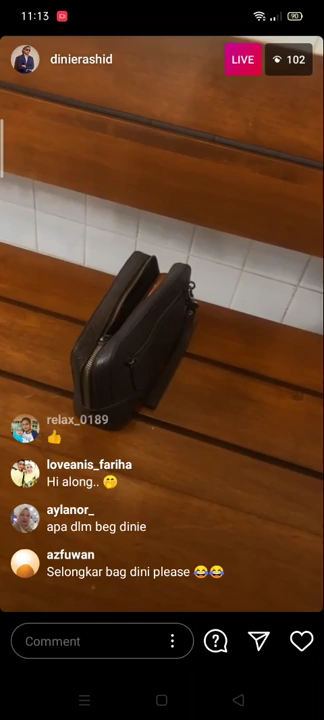 11:13
90
dinierashid
LIVE
102
relax_0189
👍
loveanis_fariha
Hi along.. 🤭
aylanor_
apa dlm beg dinie
azfuwan
Selongkar bag dini please 😂😂
Comment